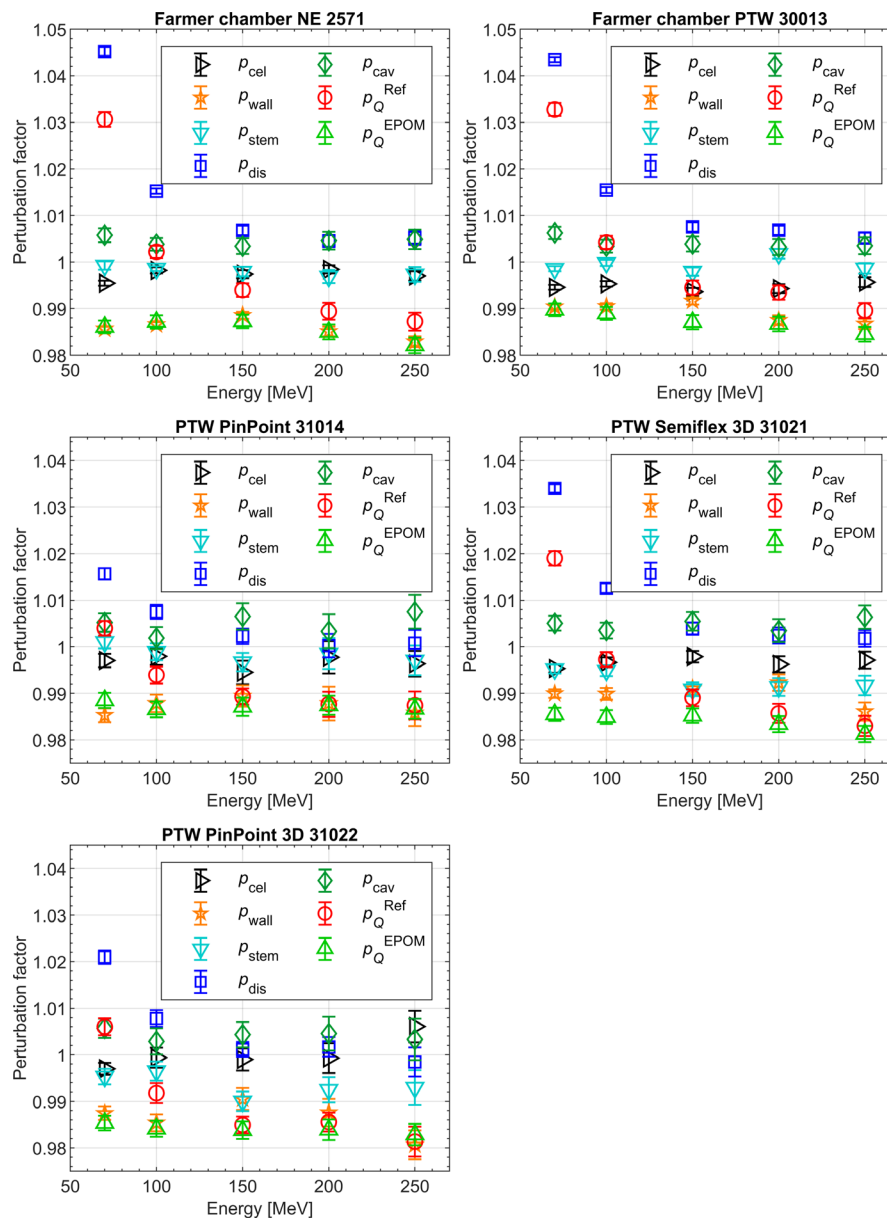 Farmer chamber NE 2571
Perturbation factor
1.05
1.04
1.03
1.02
1.01
1
0.99
0.98
p_cel
p_wall
p_stem
p_dis
p_cav
p_Q^Ref
p_Q^EPOM
50 100 150 200 250
Energy [MeV]
Farmer chamber PTW 30013
Perturbation factor
1.05
1.04
1.03
1.02
1.01
1
0.99
0.98
p_cel
p_wall
p_stem
p_dis
p_cav
p_Q^Ref
p_Q^EPOM
50 100 150 200 250
Energy [MeV]
PTW PinPoint 31014
Perturbation factor
1.04
1.03
1.02
1.01
1
0.99
0.98
p_cel
p_wall
p_stem
p_dis
p_cav
p_Q^Ref
p_Q^EPOM
50 100 150 200 250
Energy [MeV]
PTW Semiflex 3D 31021
Perturbation factor
1.04
1.03
1.02
1.01
1
0.99
0.98
p_cel
p_wall
p_stem
p_dis
p_cav
p_Q^Ref
p_Q^EPOM
50 100 150 200 250
Energy [MeV]
PTW PinPoint 3D 31022
Perturbation factor
1.04
1.03
1.02
1.01
1
0.99
0.98
p_cel
p_wall
p_stem
p_dis
p_cav
p_Q^Ref
p_Q^EPOM
50 100 150 200 250
Energy [MeV]